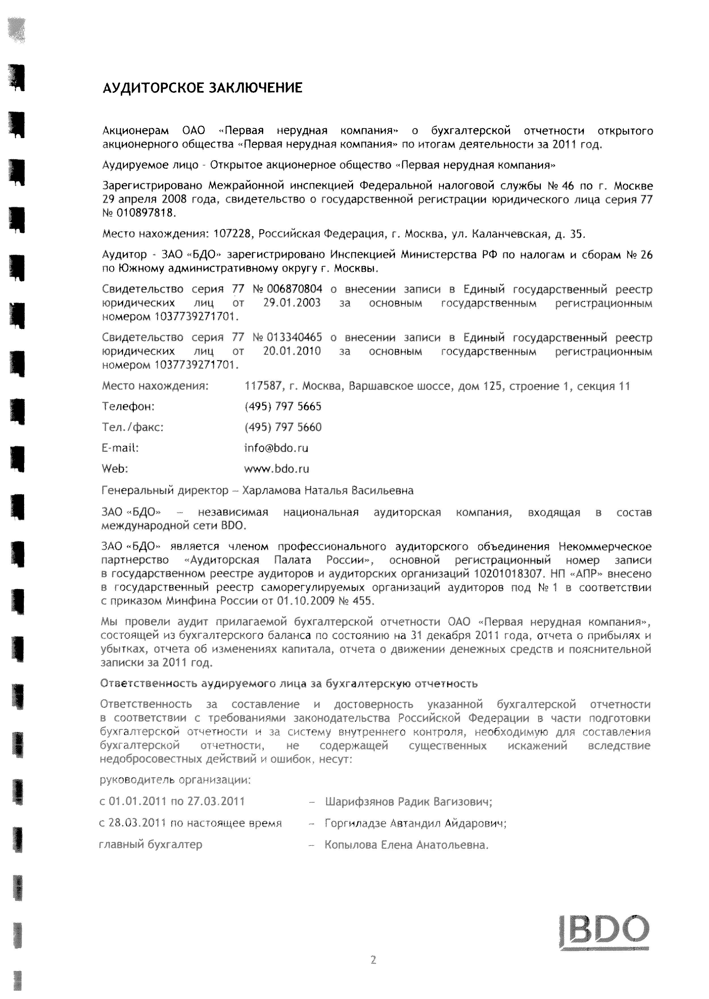 АУДИТОРСКОЕ ЗАКЛЮЧЕНИЕ
Акционерам ОАО «Первая нерудная компания» о бухгалтерской отчетности открытого
акционерного общества «Первая нерудная компания» по итогам деятельности за 2011 год.
Аудируемое лицо - Открытое акционерное общество «Первая нерудная компания»
Зарегистрировано Межрайонной инспекцией Федеральной налоговой службы № 46 по г. Москве
29 апреля 2008 года, свидетельство о государственной регистрации юридического лица серия 77
№ 010897818.
Место нахождения: 107228, Российская Федерация, г. Москва, ул. Каланчевская, д. 35.
Аудитор - ЗАО «БДО» зарегистрировано Инспекцией Министерства РФ по налогам и сборам № 26
по Южному административному округу г. Москвы.
Свидетельство серия 77 № 006870804 о внесении записи в Единый государственный реестр
юридических лиц от 29.01.2003 за основным государственным регистрационным
номером 1037739271701.
Свидетельство серия 77 № 013340465 о внесении записи в Единый государственный реестр
юридических лиц от 20.01.2010 за основным государственным регистрационным
номером 1037739271701.
Место нахождения: 117587, г. Москва, Варшавское шоссе, дом 125, строение 1, секция 11
Телефон: (495) 797 5665
Тел./факс: (495) 797 5660
E-mail: info@bdo.ru
Web: www.bdo.ru
Генеральный директор – Харламова Наталья Васильевна
ЗАО «БДО» – независимая национальная аудиторская компания, входящая в состав
международной сети BDO.
ЗАО «БДО» является членом профессионального аудиторского объединения Некоммерческое
партнерство «Аудиторская Палата России», основной регистрационный номер записи
в государственном реестре аудиторов и аудиторских организаций 10201018307. НП «АПР» внесено
в государственный реестр саморегулируемых организаций аудиторов под № 1 в соответствии
с приказом Минфина России от 01.10.2009 № 455.
Мы провели аудит прилагаемой бухгалтерской отчетности ОАО «Первая нерудная компания»,
состоящей из бухгалтерского баланса по состоянию на 31 декабря 2011 года, отчета о прибылях и
убытках, отчета об изменениях капитала, отчета о движении денежных средств и пояснительной
записки за 2011 год.
Ответственность аудируемого лица за бухгалтерскую отчетность
Ответственность за составление и достоверность указанной бухгалтерской отчетности
в соответствии с требованиями законодательства Российской Федерации в части подготовки
бухгалтерской отчетности и за систему внутреннего контроля, необходимую для составления
бухгалтерской отчетности, не содержащей существенных искажений вследствие
недобросовестных действий и ошибок, несут:
руководитель организации:
с 01.01.2011 по 27.03.2011 – Шарифзянов Радик Вагизович;
с 28.03.2011 по настоящее время – Горгиладзе Автандил Айдарович;
главный бухгалтер – Копылова Елена Анатольевна.
BDO
2